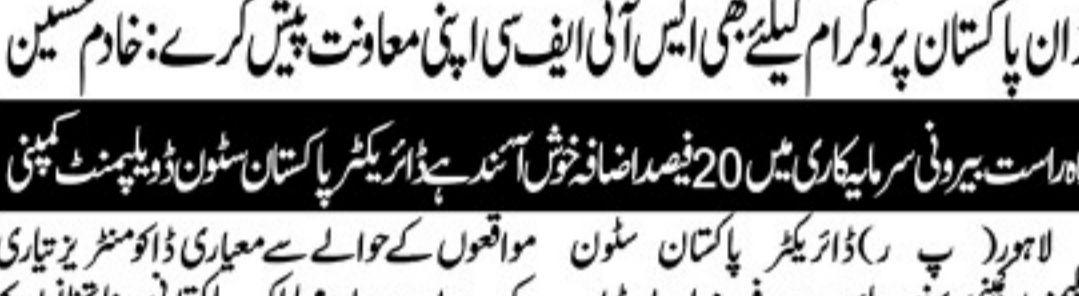 ان پاکستان پروگرام کیلئے بھی ایس آئی ایف سی اپنی معاونت پیش کرے: خادم حسین
راست بیرونی سرمایہ کاری میں 20 فیصد اضافہ خوش آئند ہے ڈائریکٹر پاکستان سٹون ڈویلپمنٹ کمپنی
لاہور( پ ر) ڈائریکٹر پاکستان سٹون
موقعوں کے حوالے سے معیاری ڈاکومنٹریز تیاری